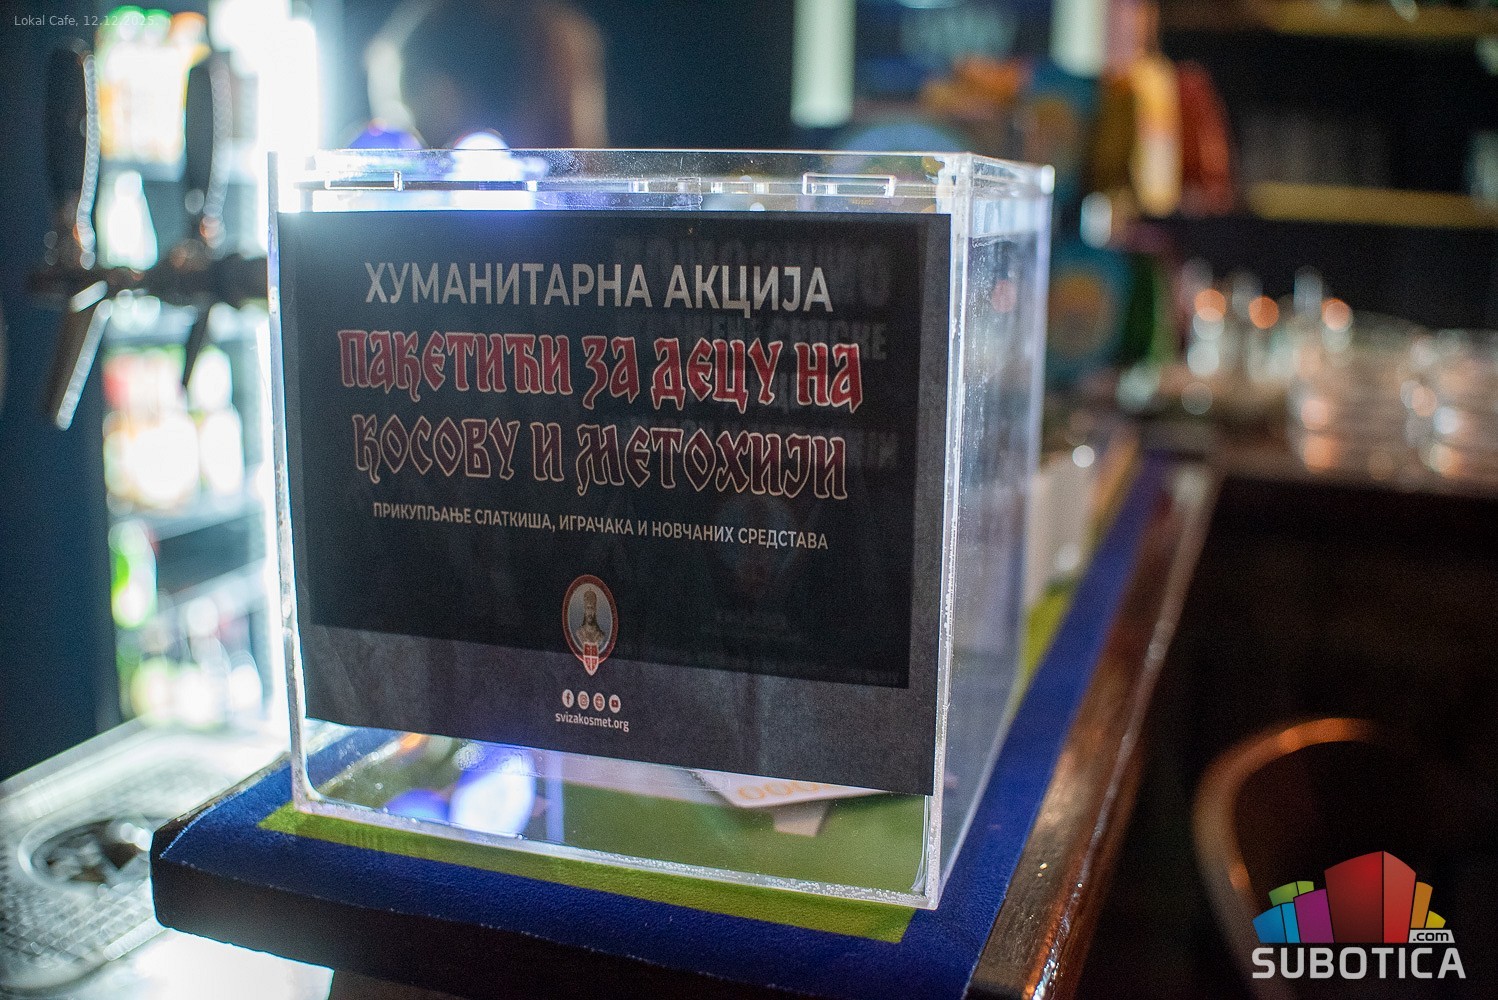 Lokal Cafe, 12.12.2025.
ХУМАНИТАРНА АКЦИЈА
ПАКЕТИЋИ ЗА ДЕЦУ НА
КОСОВУ И МЕТОХИЈИ
ПРИКУПЉАЊЕ СЛАТКИША, ИГРАЧАКА И НОВЧАНИХ СРЕДСТАВА
svizakosmet.org
.com
SUBOTICA